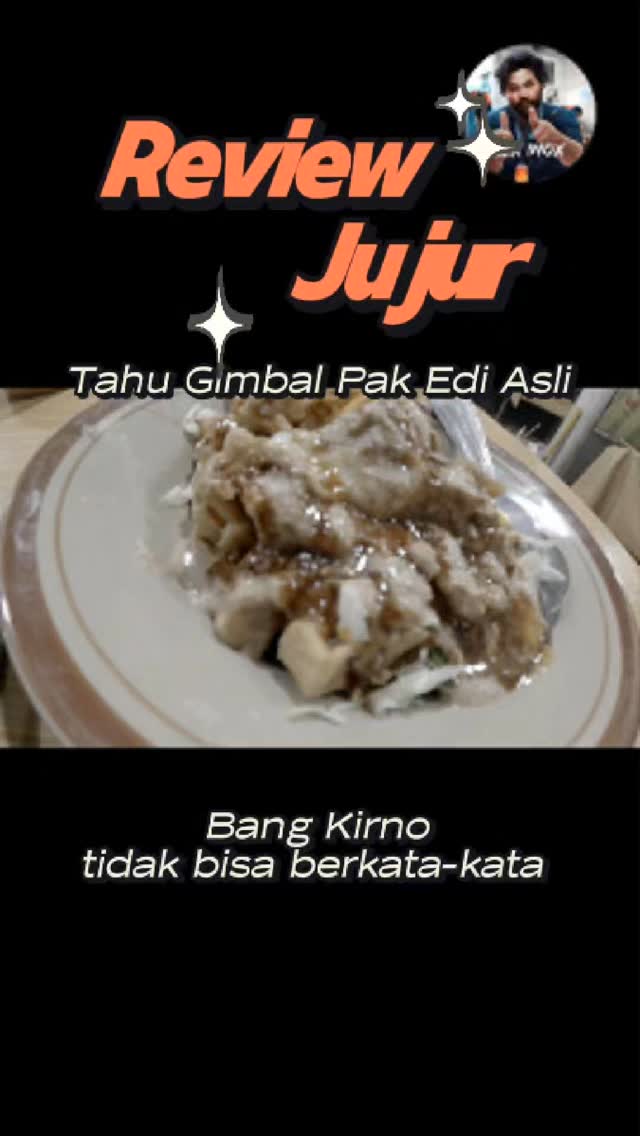 Review
Jujur
Tahu Gimbal Pak Edi Asli
Bang Kirno
tidak bisa berkata-kata